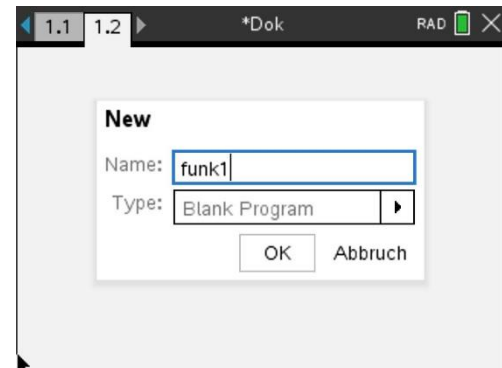 1.1 1.2 *Dok RAD
New
Name: funk1
Type: Blank Program
OK Abbruch